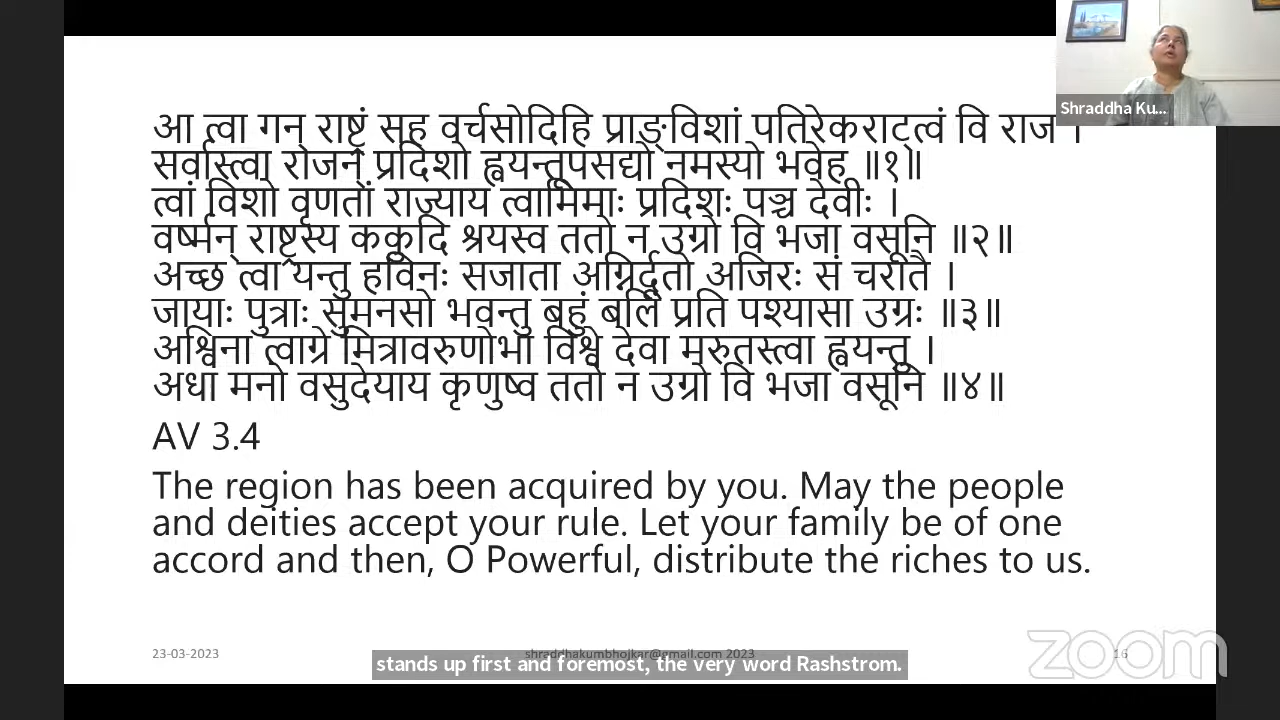 Shraddha Ku...
आ त्वा गन् राष्ट्रं सह वर्चसोदिहि प्राङ्विशां पतिरेकराट्त्वं वि राज ।
सर्वास्त्वा राजन् प्रदिशो ह्वयन्तूपसद्यो नमस्यो भवेह ॥१॥
त्वां विशो वृणतां राज्याय त्वामिमाः प्रदिशः पञ्च देवीः ।
वर्ष्मन् राष्ट्रस्य ककुदि श्रयस्व ततो न उग्रो वि भजा वसूनि ॥२॥
अच्छ त्वा यन्तु हविनः सजाता अग्निर्दूतो अजिरः सं चरातै ।
जायाः पुत्राः सुमनसो भवन्तु बहुं बलिं प्रति पश्यासा उग्रः ॥३॥
अश्विना त्वाग्रे मित्रावरुणोभा विश्वे देवा मरुतस्त्वा ह्वयन्तु ।
अधा मनो वसुदेयाय कृणुष्व ततो न उग्रो वि भजा वसूनि ॥४॥
AV 3.4
The region has been acquired by you. May the people
and deities accept your rule. Let your family be of one
accord and then, O Powerful, distribute the riches to us.
23-03-2023
shraddhakumbhojkar@gmail.com 2023
16
zoom
stands up first and foremost, the very word Rashstrom.